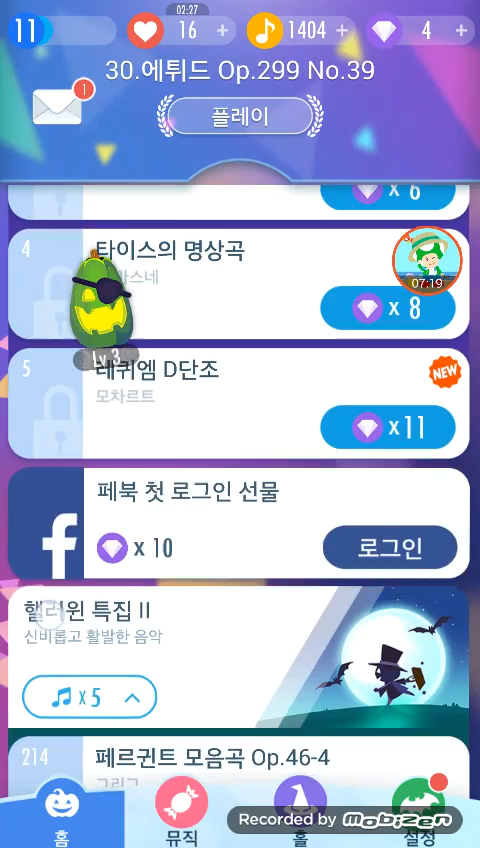 02:27
11
16 +
1404 +
4 +
30.에튀드 Op.299 No.39
1
플레이
x 6
4
타이스의 명상곡
마스네
07:19
x 8
Lv 3
5
레퀴엠 D단조
모차르트
NEW
x11
페북 첫 로그인 선물
f
x 10
로그인
핼러윈 특집 II
신비롭고 활발한 음악
x 5
214
페르귄트 모음곡 Op.46-4
그리그
Recorded by Mobizen
홈
뮤직
홀
설정